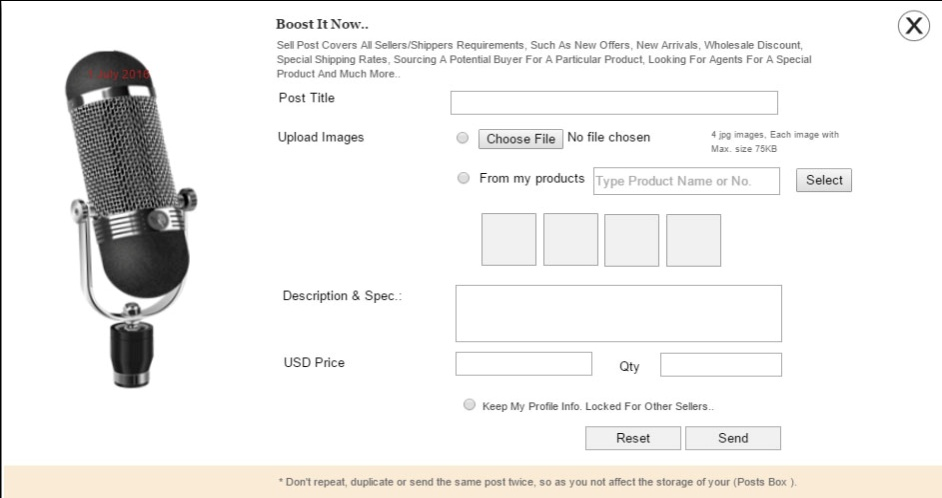 Boost It Now..
X
Sell Post Covers All Sellers/Shippers Requirements, Such As New Offers, New Arrivals, Wholesale Discount,
Special Shipping Rates, Sourcing A Potential Buyer For A Particular Product, Looking For Agents For A Special
Product And Much More..
7 July 2016
Post Title
Upload Images
Choose File No file chosen
4 jpg images, Each image with
Max. size 75KB
From my products Type Product Name or No. Select
Description & Spec.:
USD Price Qty
Keep My Profile Info. Locked For Other Sellers..
Reset Send
* Don't repeat, duplicate or send the same post twice, so as you not affect the storage of your (Posts Box ).